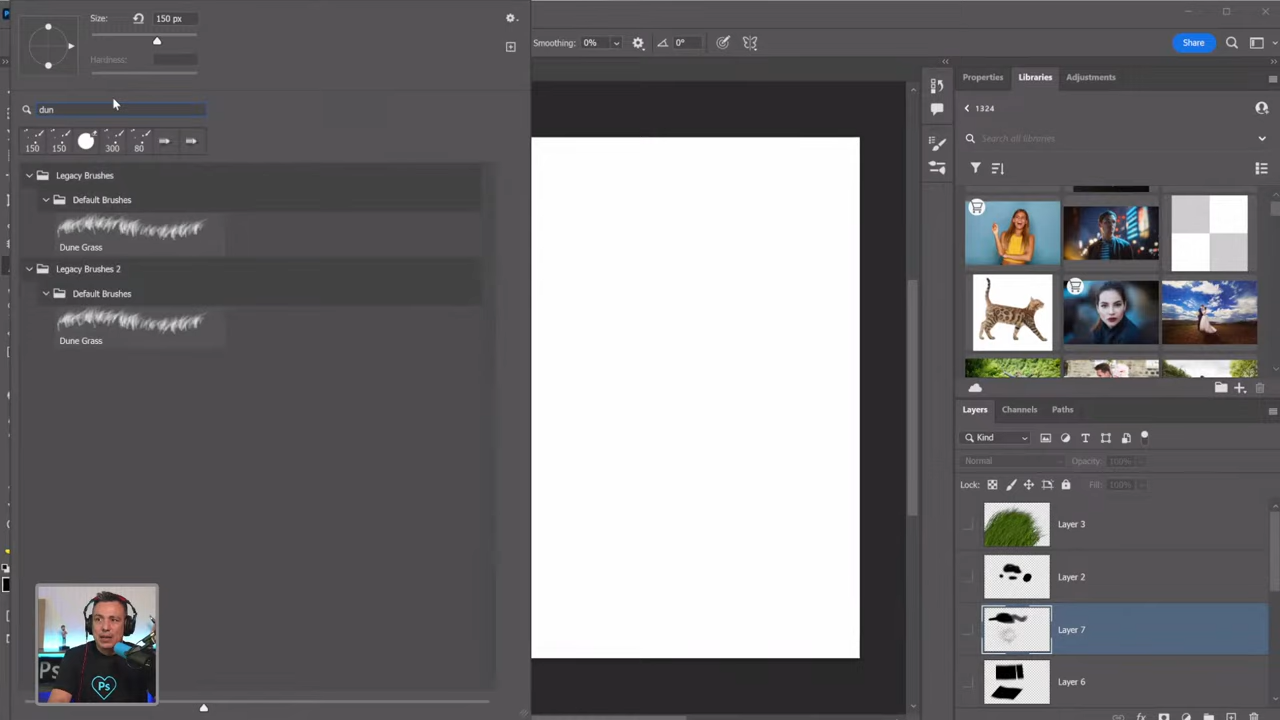 Size: 150 px
Hardness:
dun
150 150 300 80
Legacy Brushes
Default Brushes
Dune Grass
Legacy Brushes 2
Default Brushes
Dune Grass
Smoothing: 0% 0°
Share
Properties Libraries Adjustments
1324
Search all libraries
Layers Channels Paths
Kind
Normal Opacity: 100%
Lock: Fill: 100%
Layer 3
Layer 2
Layer 7
Layer 6
Ps
Ps